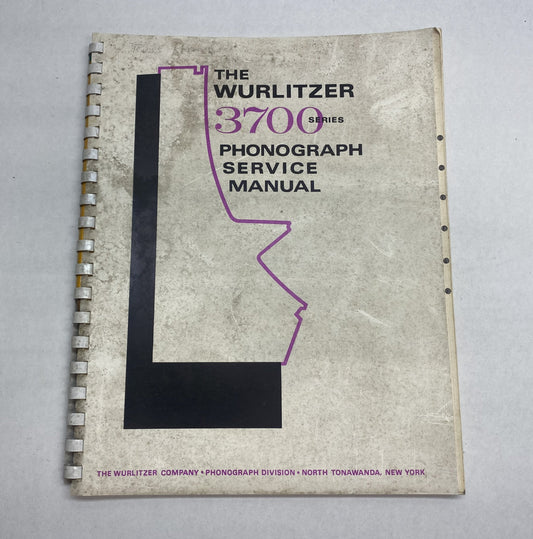 THE
WURLITZER
3700 SERIES
PHONOGRAPH
SERVICE
MANUAL
THE WURLITZER COMPANY • PHONOGRAPH DIVISION • NORTH TONAWANDA, NEW YORK